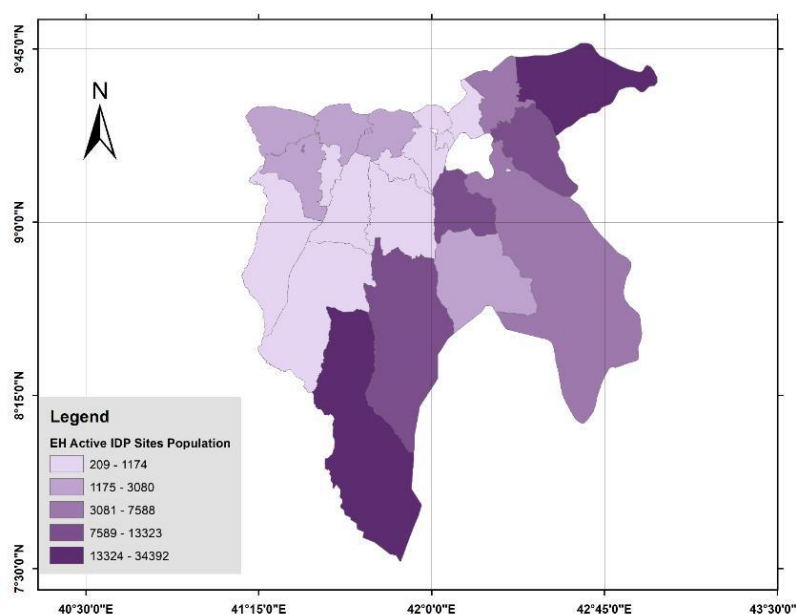 N
9°45'0"N
9°0'0"N
8°15'0"N
7°30'0"N
Legend
EH Active IDP Sites Population
209 - 1174
1175 - 3080
3081 - 7588
7589 - 13323
13324 - 34392
40°30'0"E
41°15'0"E
42°0'0"E
42°45'0"E
43°30'0"E